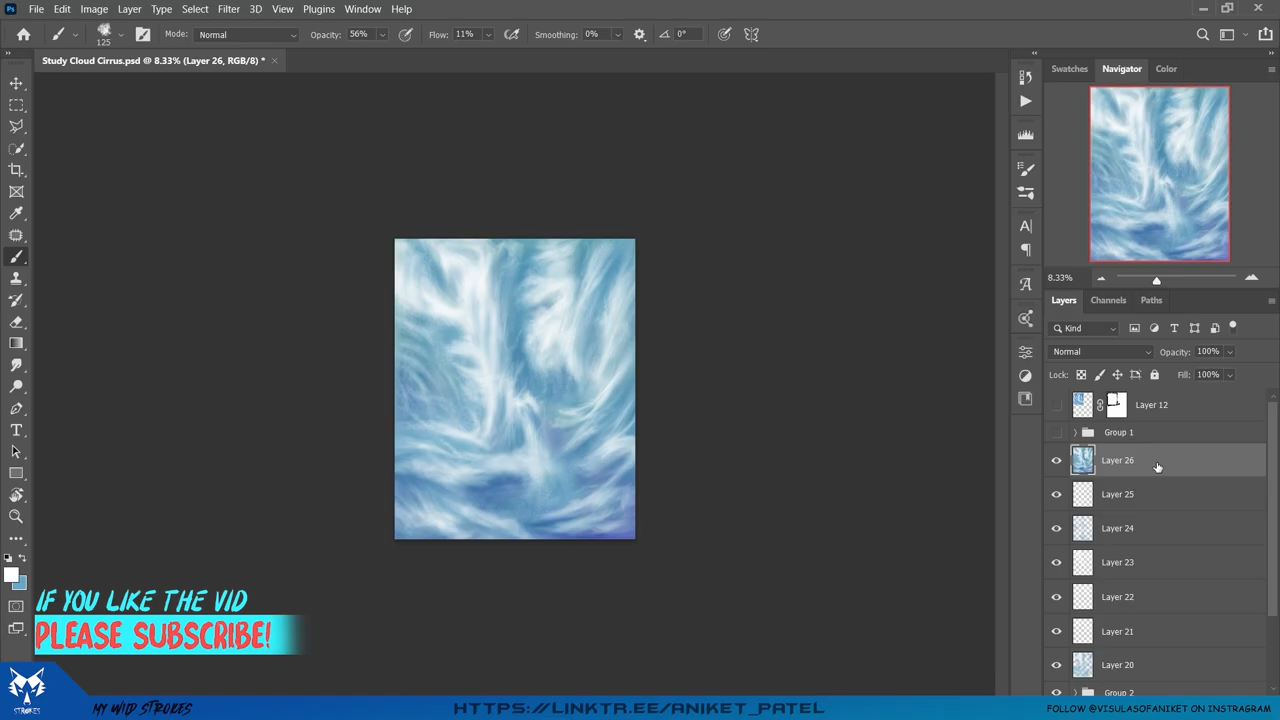 Ps File Edit Image Layer Type Select Filter 3D View Plugins Window Help
125 Mode: Normal Opacity: 56% Flow: 11% Smoothing: 0% 0°
Study Cloud Cirrus.psd @ 8.33% (Layer 26, RGB/8) * ×
Swatches Navigator Color
8.33%
Layers Channels Paths
Kind
Normal Opacity: 100%
Lock: Fill: 100%
Layer 12
Group 1
Layer 26
Layer 25
Layer 24
Layer 23
Layer 22
Layer 21
Layer 20
Group 2
IF YOU LIKE THE VID
PLEASE SUBSCRIBE!
STROKES
MY WILD STROKES
HTTPS://LINKTR.EE/ANIKET_PATEL
FOLLOW @VISULASOFANIKET ON INSTAGRAM